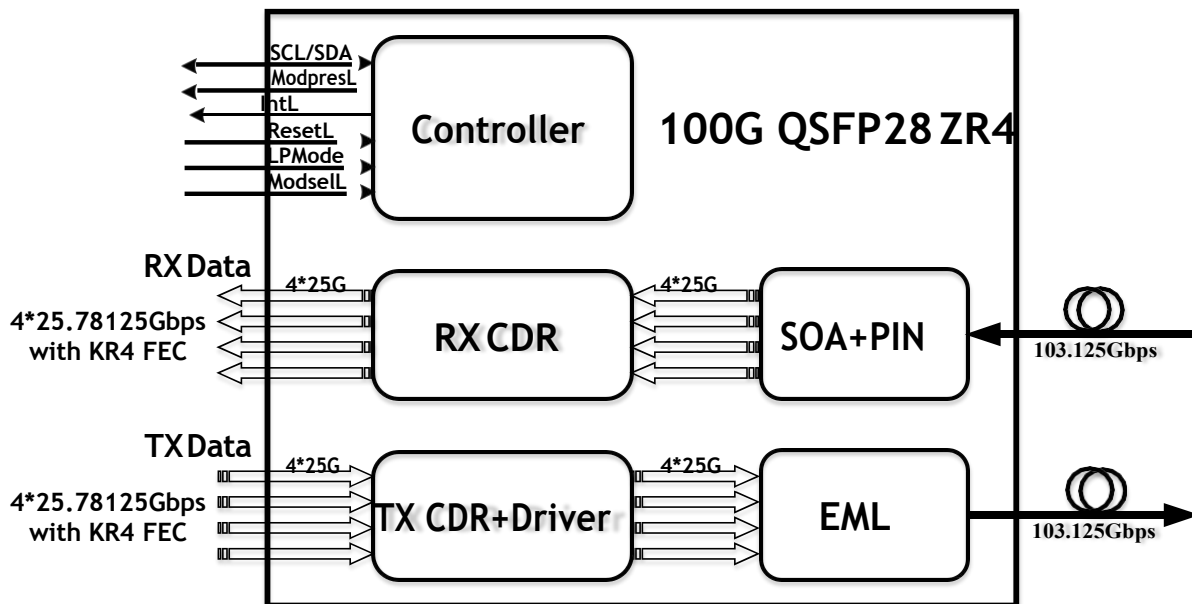 SCL/SDA
ModpresL
IntL
ResetL
LPMode
ModselL
Controller
100G QSFP28 ZR4
RX Data
4*25.78125Gbps
with KR4 FEC
4*25G
RX CDR
4*25G
SOA+PIN
103.125Gbps
TX Data
4*25.78125Gbps
with KR4 FEC
4*25G
TX CDR+Driver
4*25G
EML
103.125Gbps